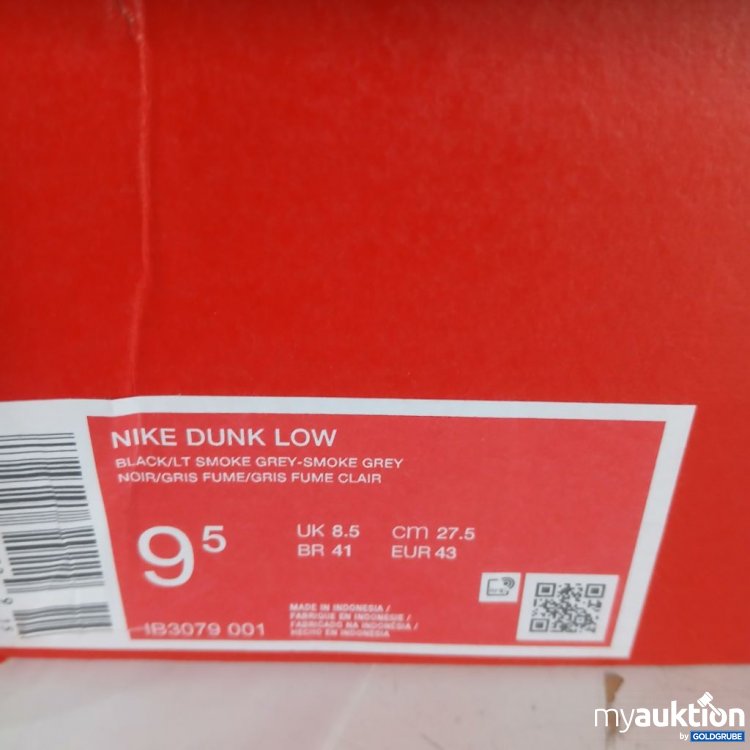 NIKE DUNK LOW
BLACK/LT SMOKE GREY-SMOKE GREY
NOIR/GRIS FUME/GRIS FUME CLAIR
9 5
UK 8.5 cm 27.5
BR 41 EUR 43
IB3079 001
MADE IN INDONESIA /
FABRIQUE EN INDONESIE /
FABRICADO NA INDONÉSIA /
HECHO EN INDONESIA
myauktion
by GOLDGRUBE